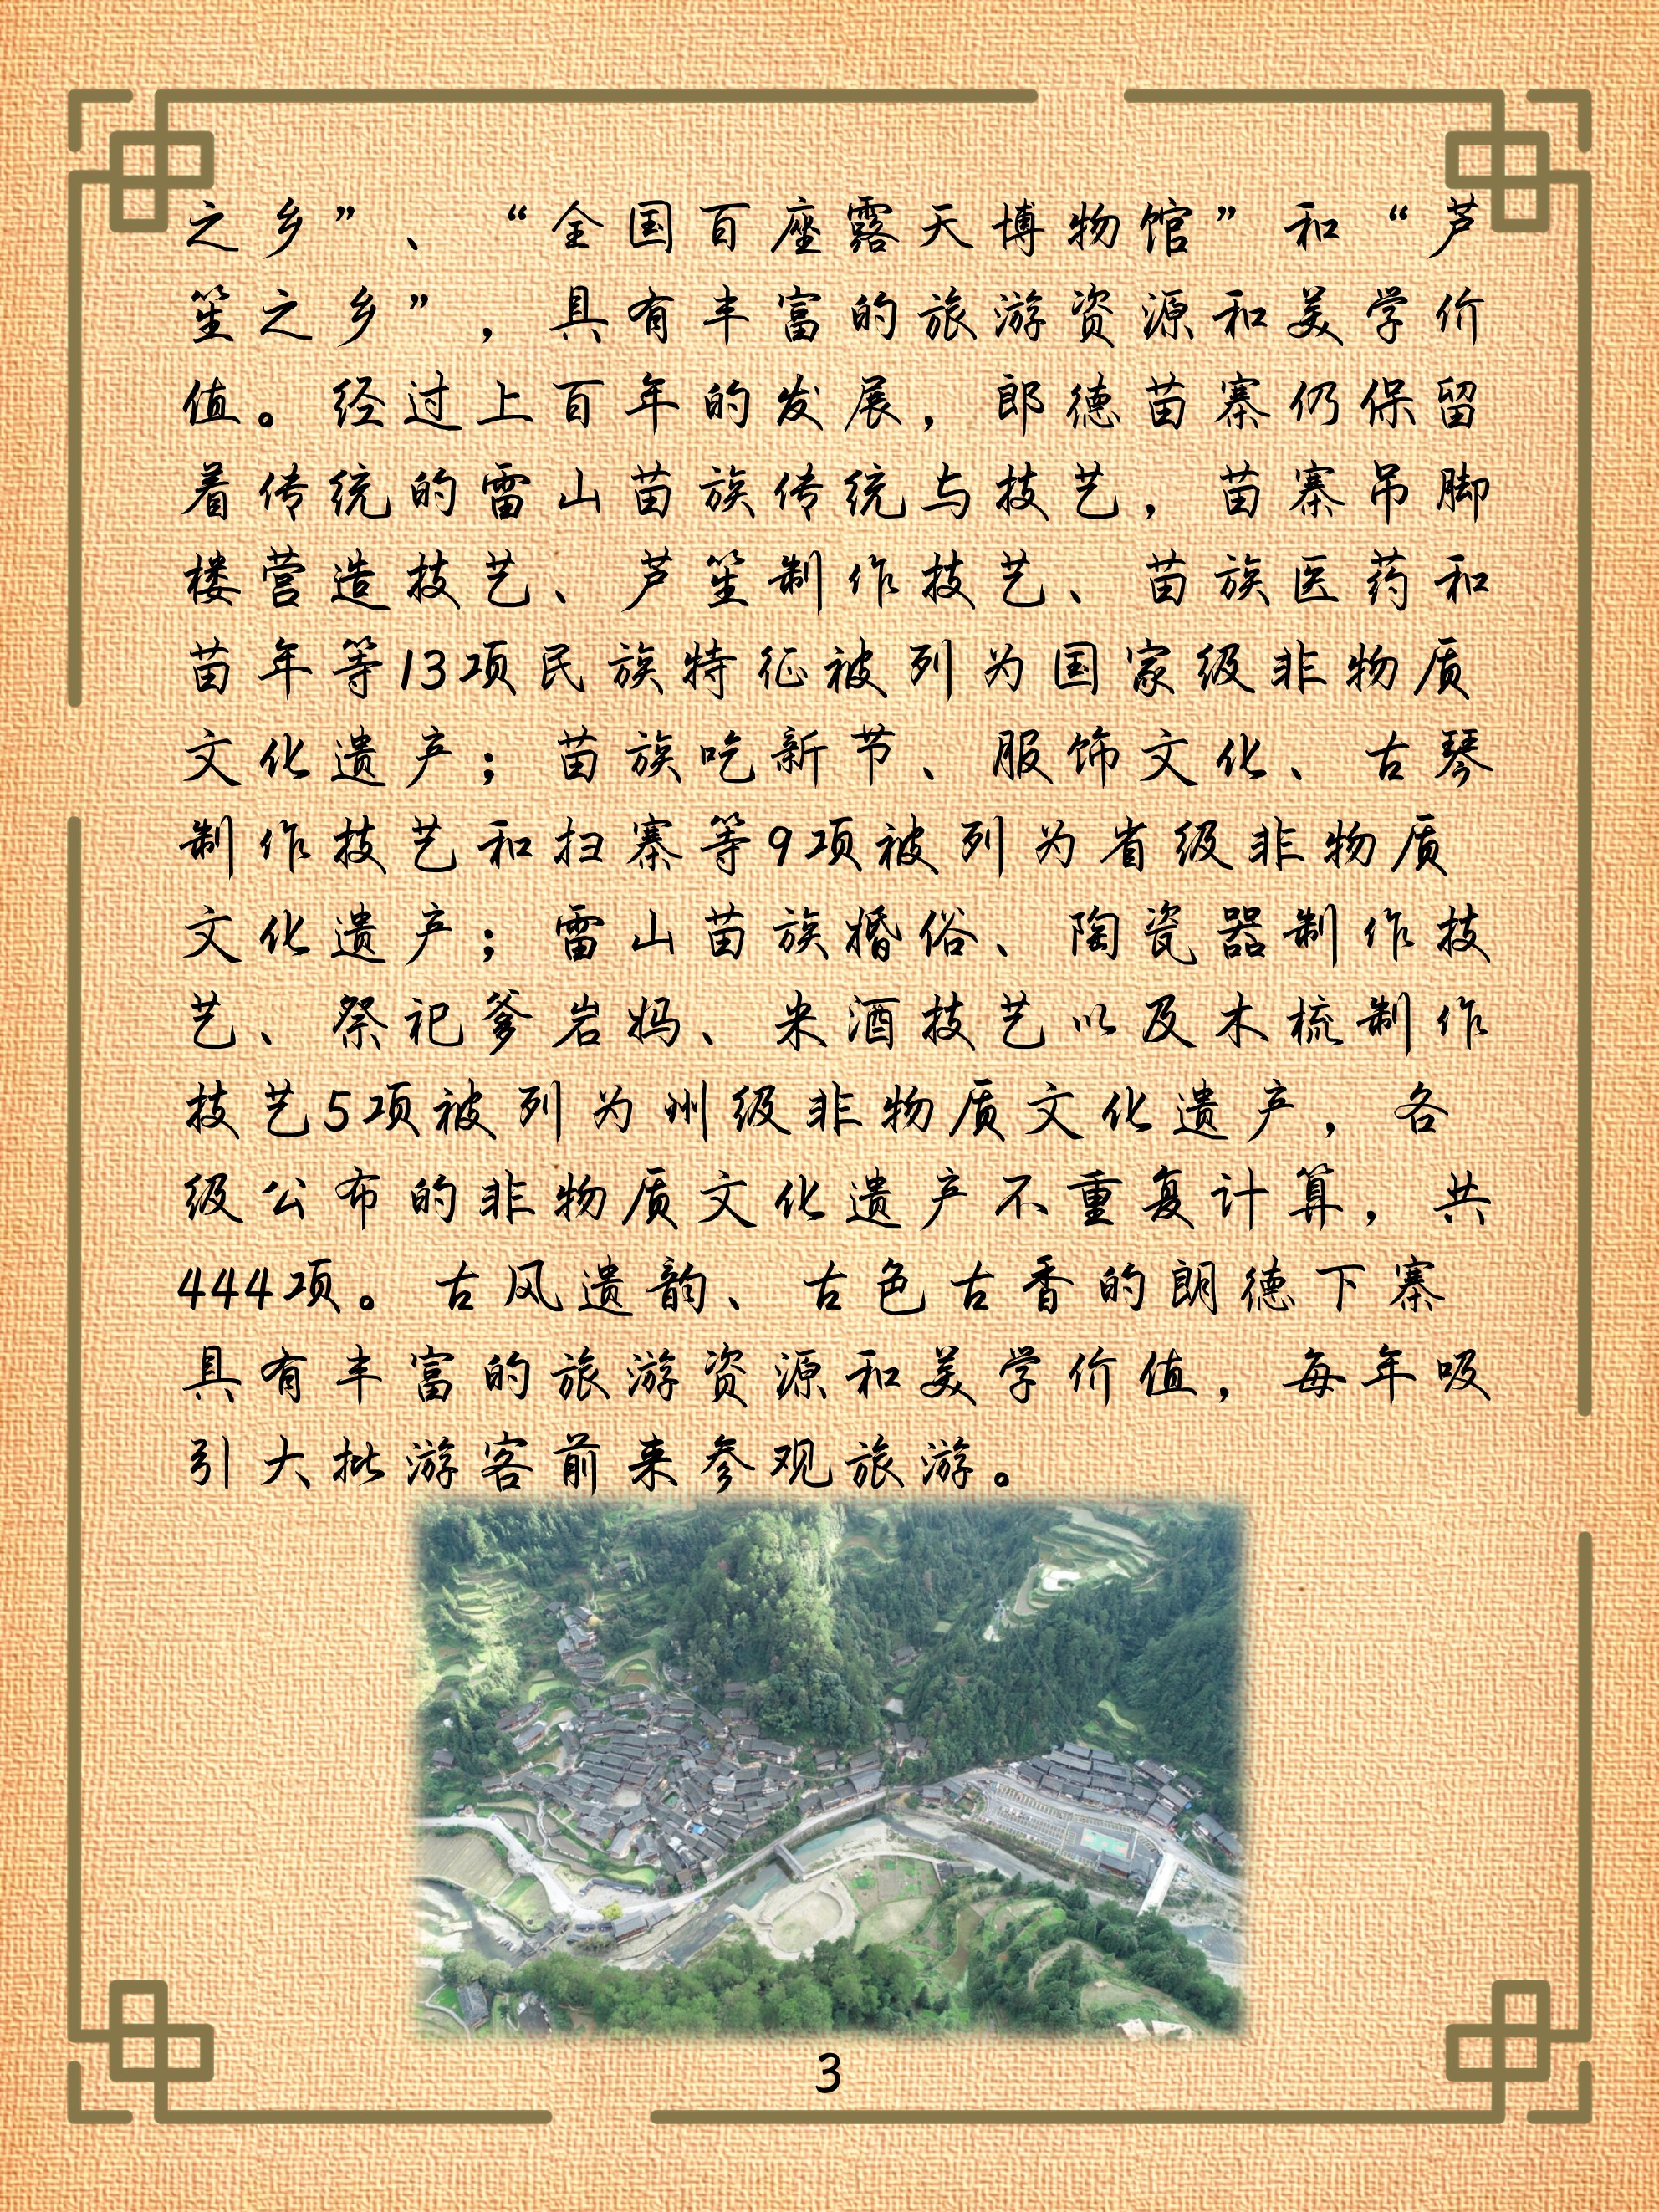 之乡”、“全国百座露天博物馆”和“芦
笙之乡”，具有丰富的旅游资源和美学价
值。经过上百年的发展，郎德苗寨仍保留
着传统的雷山苗族传统与技艺，苗寨吊脚
楼营造技艺、芦笙制作技艺、苗族医药和
苗年等13项民族特征被列为国家级非物质
文化遗产；苗族吃新节、服饰文化、古琴
制作技艺和扫寨等9项被列为省级非物质
文化遗产；雷山苗族婚俗、陶瓷器制作技
艺、祭祀爹岩妈、米酒技艺以及木梳制作
技艺5项被列为州级非物质文化遗产，各
级公布的非物质文化遗产不重复计算，共
444项。古风遗韵、古色古香的朗德下寨
具有丰富的旅游资源和美学价值，每年吸
引大批游客前来参观旅游。
3